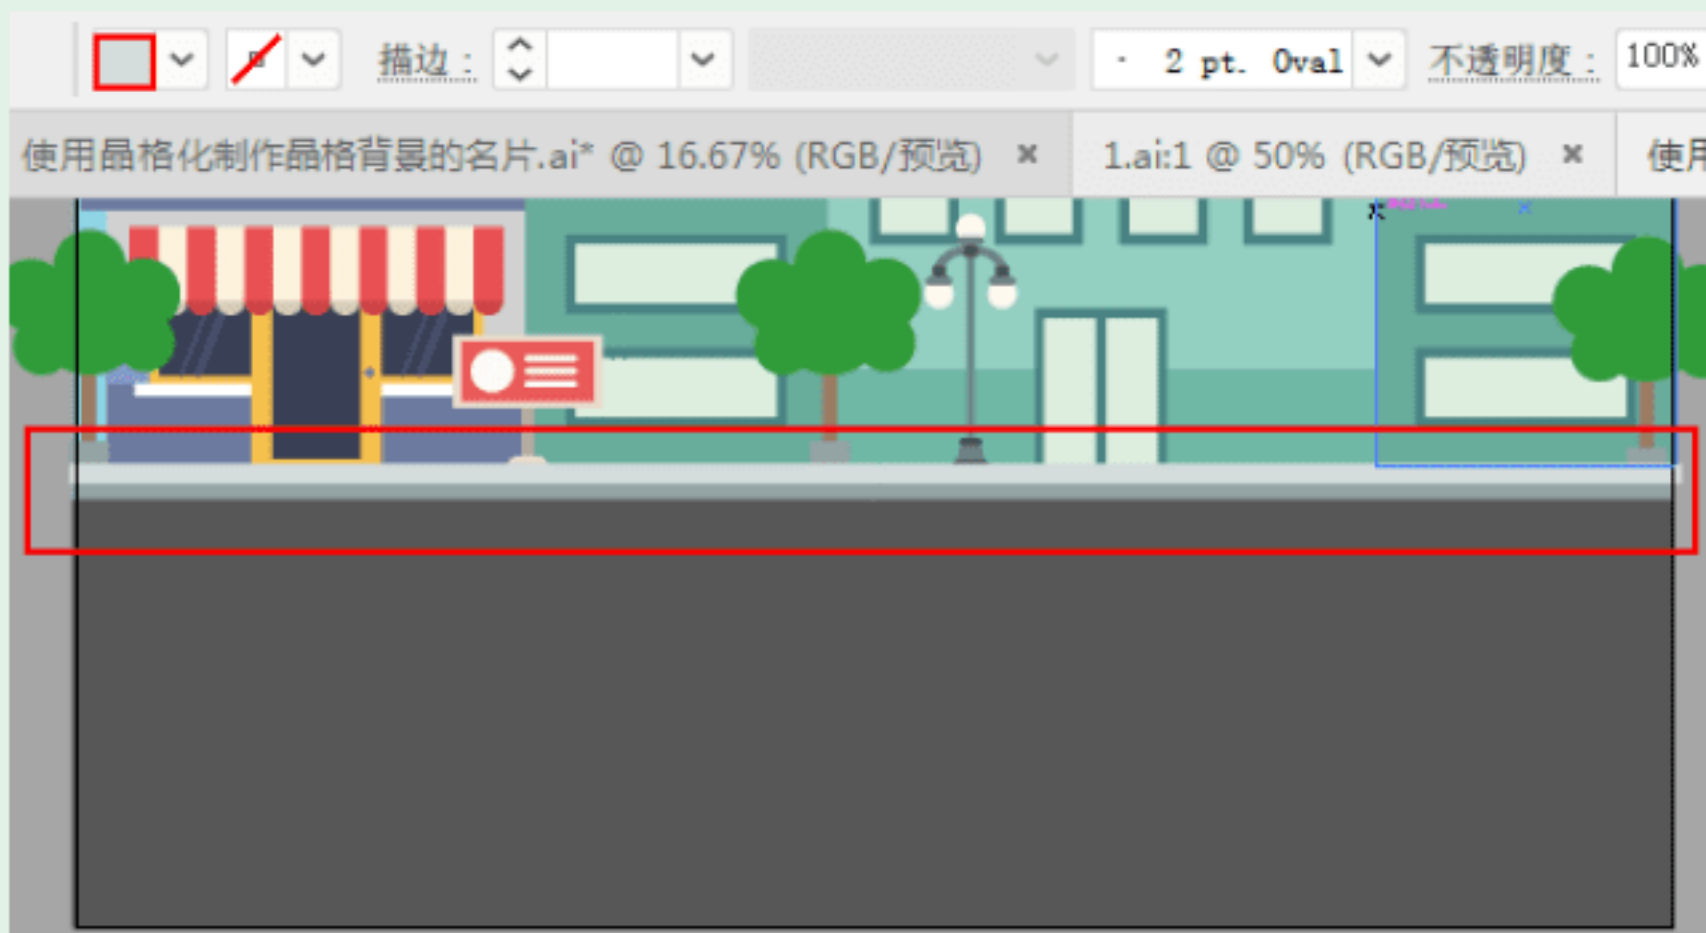 描边： 2 pt. Oval 不透明度： 100%
使用晶格化制作晶格背景的名片.ai* @ 16.67% (RGB/预览) × 1.ai:1 @ 50% (RGB/预览) × 使用